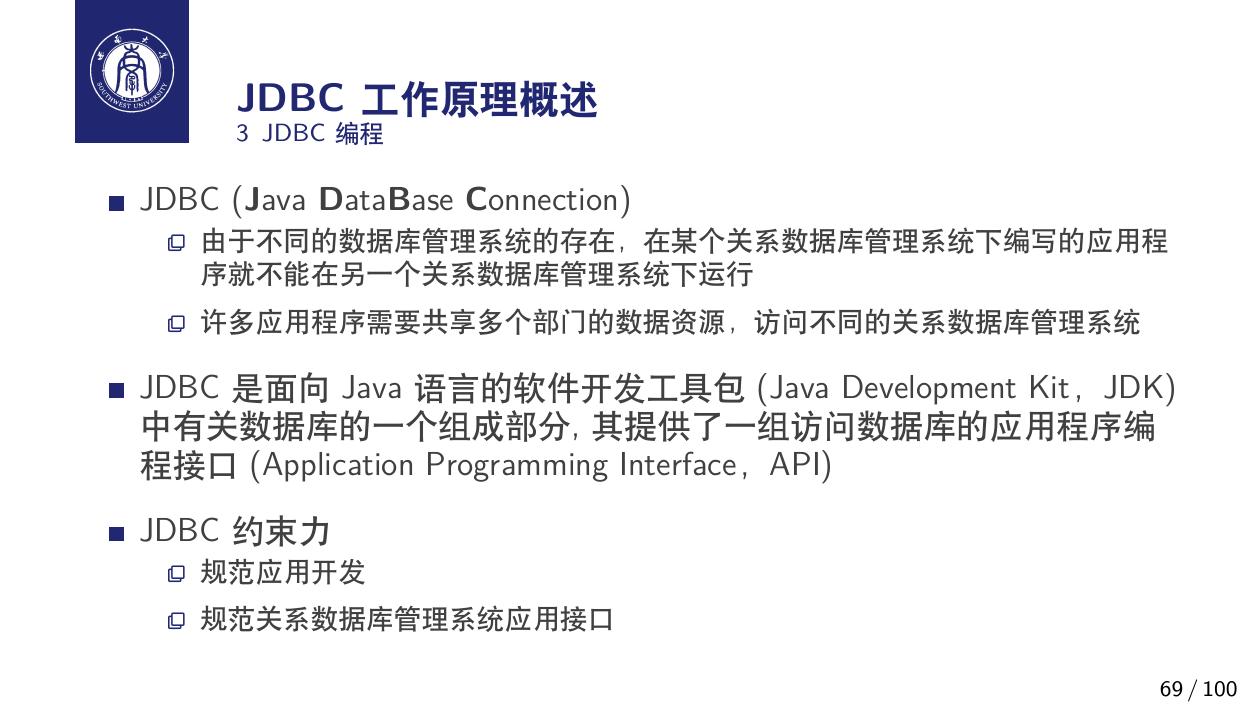 西南大学
SOUTHWEST UNIVERSITY
JDBC 工作原理概述
3 JDBC 编程
JDBC (Java DataBase Connection)
由于不同的数据库管理系统的存在，在某个关系数据库管理系统下编写的应用程
序就不能在另一个关系数据库管理系统下运行
许多应用程序需要共享多个部门的数据资源，访问不同的关系数据库管理系统
JDBC 是面向 Java 语言的软件开发工具包 (Java Development Kit，JDK)
中有关数据库的一个组成部分, 其提供了一组访问数据库的应用程序编
程接口 (Application Programming Interface，API)
JDBC 约束力
规范应用开发
规范关系数据库管理系统应用接口
69 / 100